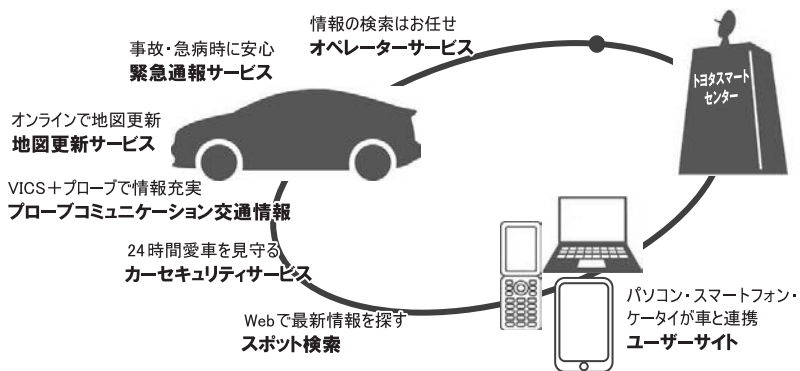 情報の検索はお任せ
オペレーターサービス
事故・急病時に安心
緊急通報サービス
トヨタスマート
センター
オンラインで地図更新
地図更新サービス
VICS＋プローブで情報充実
プローブコミュニケーション交通情報
24時間愛車を見守る
カーセキュリティサービス
Webで最新情報を探す
スポット検索
パソコン・スマートフォン・
ケータイが車と連携
ユーザーサイト